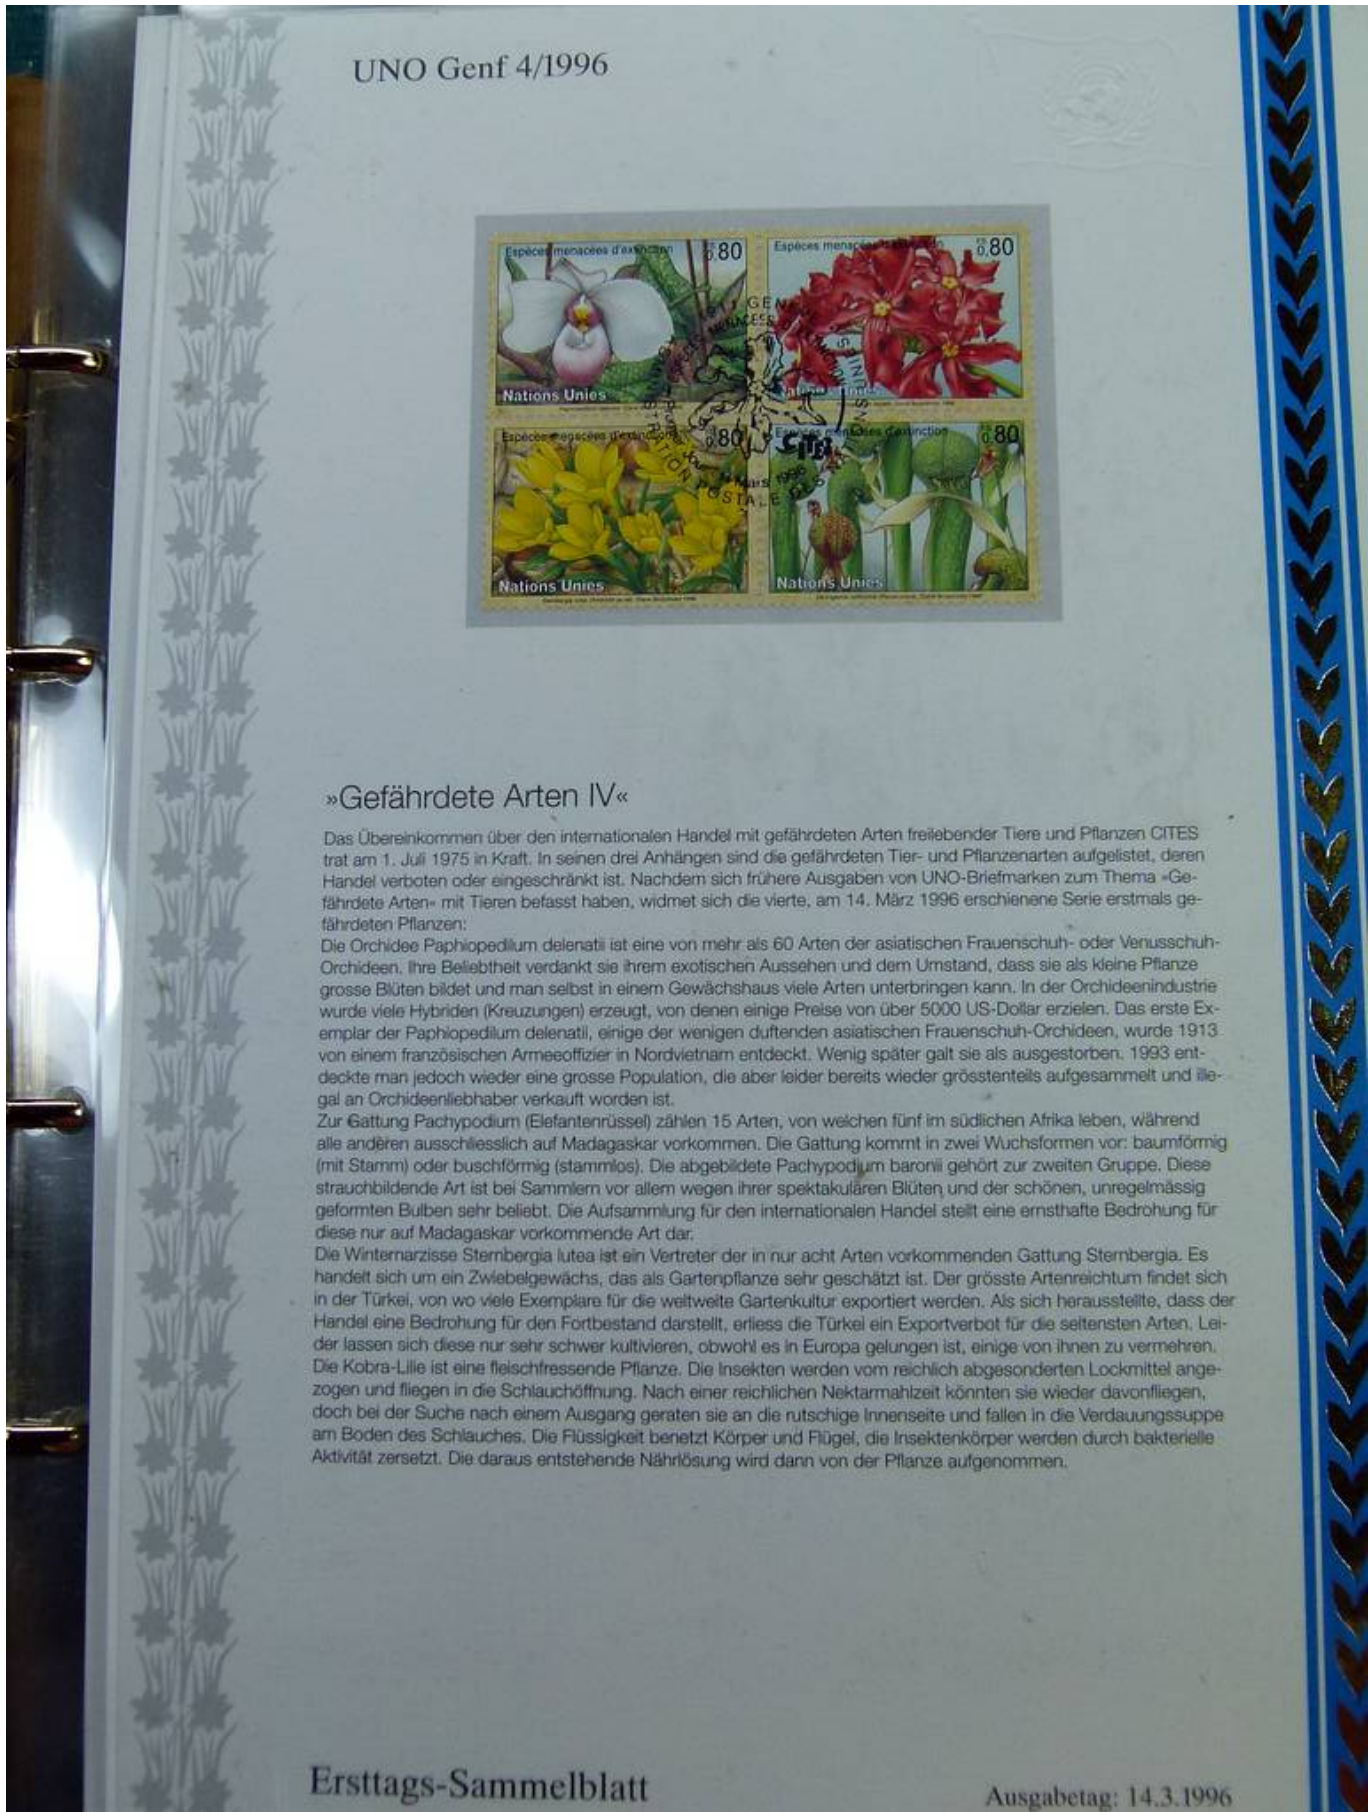 UNO Genf 4/1996
Espèces menacées d'extinction
0,80
Espèces menacées d'extinction
0,80
Nations Unies
Nations Unies
Espèces menacées d'extinction
0,80
Espèces menacées d'extinction
0,80
CITES
Nations Unies
Nations Unies
»Gefährdete Arten IV«
Das Übereinkommen über den internationalen Handel mit gefährdeten Arten freilebender Tiere und Pflanzen CITES
trat am 1. Juli 1975 in Kraft. In seinen drei Anhängen sind die gefährdeten Tier- und Pflanzenarten aufgelistet, deren
Handel verboten oder eingeschränkt ist. Nachdem sich frühere Ausgaben von UNO-Briefmarken zum Thema »Ge-
fährdete Arten« mit Tieren befasst haben, widmet sich die vierte, am 14. März 1996 erschienene Serie erstmals ge-
fährdeten Pflanzen:
Die Orchidee Paphiopedilum delenatii ist eine von mehr als 60 Arten der asiatischen Frauenschuh- oder Venusschuh-
Orchideen. Ihre Beliebtheit verdankt sie ihrem exotischen Aussehen und dem Umstand, dass sie als kleine Pflanze
grosse Blüten bildet und man selbst in einem Gewächshaus viele Arten unterbringen kann. In der Orchideenindustrie
wurde viele Hybriden (Kreuzungen) erzeugt, von denen einige Preise von über 5000 US-Dollar erzielen. Das erste Ex-
emplar der Paphiopedilum delenatii, einige der wenigen duftenden asiatischen Frauenschuh-Orchideen, wurde 1913
von einem französischen Armeeoffizier in Nordvietnam entdeckt. Wenig später galt sie als ausgestorben. 1993 ent-
deckte man jedoch wieder eine grosse Population, die aber leider bereits wieder grösstenteils aufgesammelt und ille-
gal an Orchideenliebhaber verkauft worden ist.
Zur Gattung Pachypodium (Elefantenrüssel) zählen 15 Arten, von welchen fünf im südlichen Afrika leben, während
alle anderen ausschliesslich auf Madagaskar vorkommen. Die Gattung kommt in zwei Wuchsformen vor: baumförmig
(mit Stamm) oder buschförmig (stammlos). Die abgebildete Pachypodium baronii gehört zur zweiten Gruppe. Diese
strauchbildende Art ist bei Sammlern vor allem wegen ihrer spektakulären Blüten und der schönen, unregelmässig
geformten Bulben sehr beliebt. Die Aufsammlung für den internationalen Handel stellt eine ernsthafte Bedrohung für
diese nur auf Madagaskar vorkommende Art dar.
Die Winternarzisse Sternbergia lutea ist ein Vertreter der in nur acht Arten vorkommenden Gattung Sternbergia. Es
handelt sich um ein Zwiebelgewächs, das als Gartenpflanze sehr geschätzt ist. Der grösste Artenreichtum findet sich
in der Türkei, von wo viele Exemplare für die weltweite Gartenkultur exportiert werden. Als sich herausstellte, dass der
Handel eine Bedrohung für den Fortbestand darstellt, erliess die Türkei ein Exportverbot für die seltensten Arten. Lei-
der lassen sich diese nur sehr schwer kultivieren, obwohl es in Europa gelungen ist, einige von ihnen zu vermehren.
Die Kobra-Lilie ist eine fleischfressende Pflanze. Die Insekten werden vom reichlich abgesonderten Lockmittel ange-
zogen und fliegen in die Schlauchöffnung. Nach einer reichlichen Nektarmahlzeit könnten sie wieder davonfliegen,
doch bei der Suche nach einem Ausgang geraten sie an die rutschige Innenseite und fallen in die Verdauungssuppe
am Boden des Schlauches. Die Flüssigkeit benetzt Körper und Flügel, die Insektenkörper werden durch bakterielle
Aktivität zersetzt. Die daraus entstehende Nährlösung wird dann von der Pflanze aufgenommen.
Ersttags-Sammelblatt
Ausgabetag: 14.3.1996